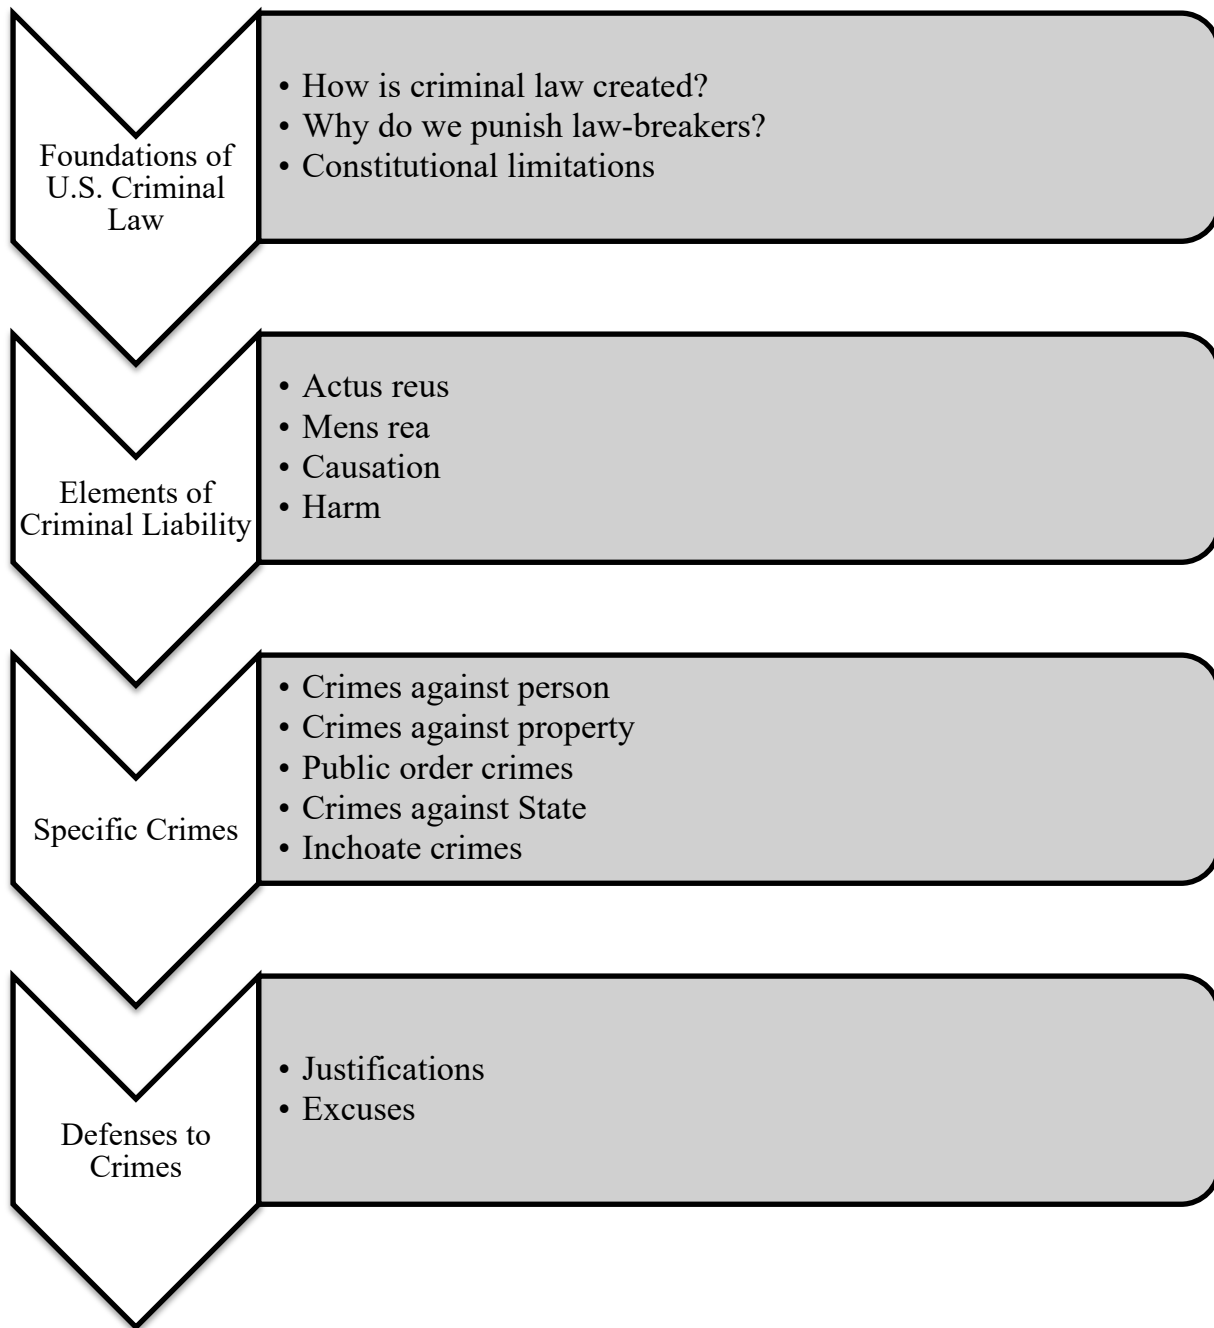 Foundations of
U.S. Criminal
Law
• How is criminal law created?
• Why do we punish law-breakers?
• Constitutional limitations
Elements of
Criminal Liability
• Actus reus
• Mens rea
• Causation
• Harm
Specific Crimes
• Crimes against person
• Crimes against property
• Public order crimes
• Crimes against State
• Inchoate crimes
Defenses to
Crimes
• Justifications
• Excuses